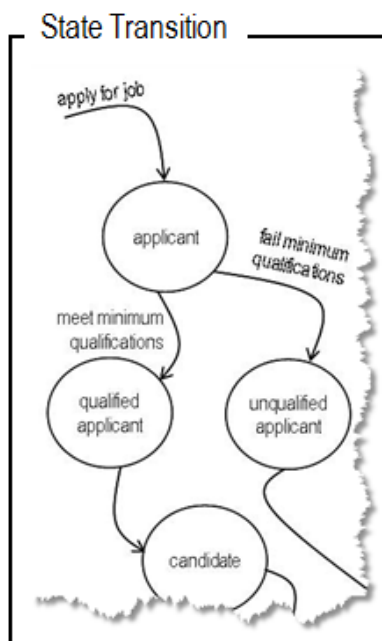 State Transition
apply for job
applicant
fail minimum
qualifications
meet minimum
qualifications
qualified
applicant
unqualified
applicant
candidate